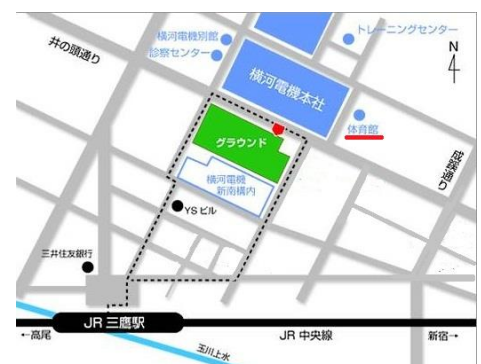 トレーニングセンター
横河電機別館
診察センター
井の頭通り
N
横河電機本社
体育館
グラウンド
成蹊通り
横河電機
新南構内
YSビル
三井住友銀行
JR 三鷹駅
←高尾
JR 中央線
新宿→
玉川上水